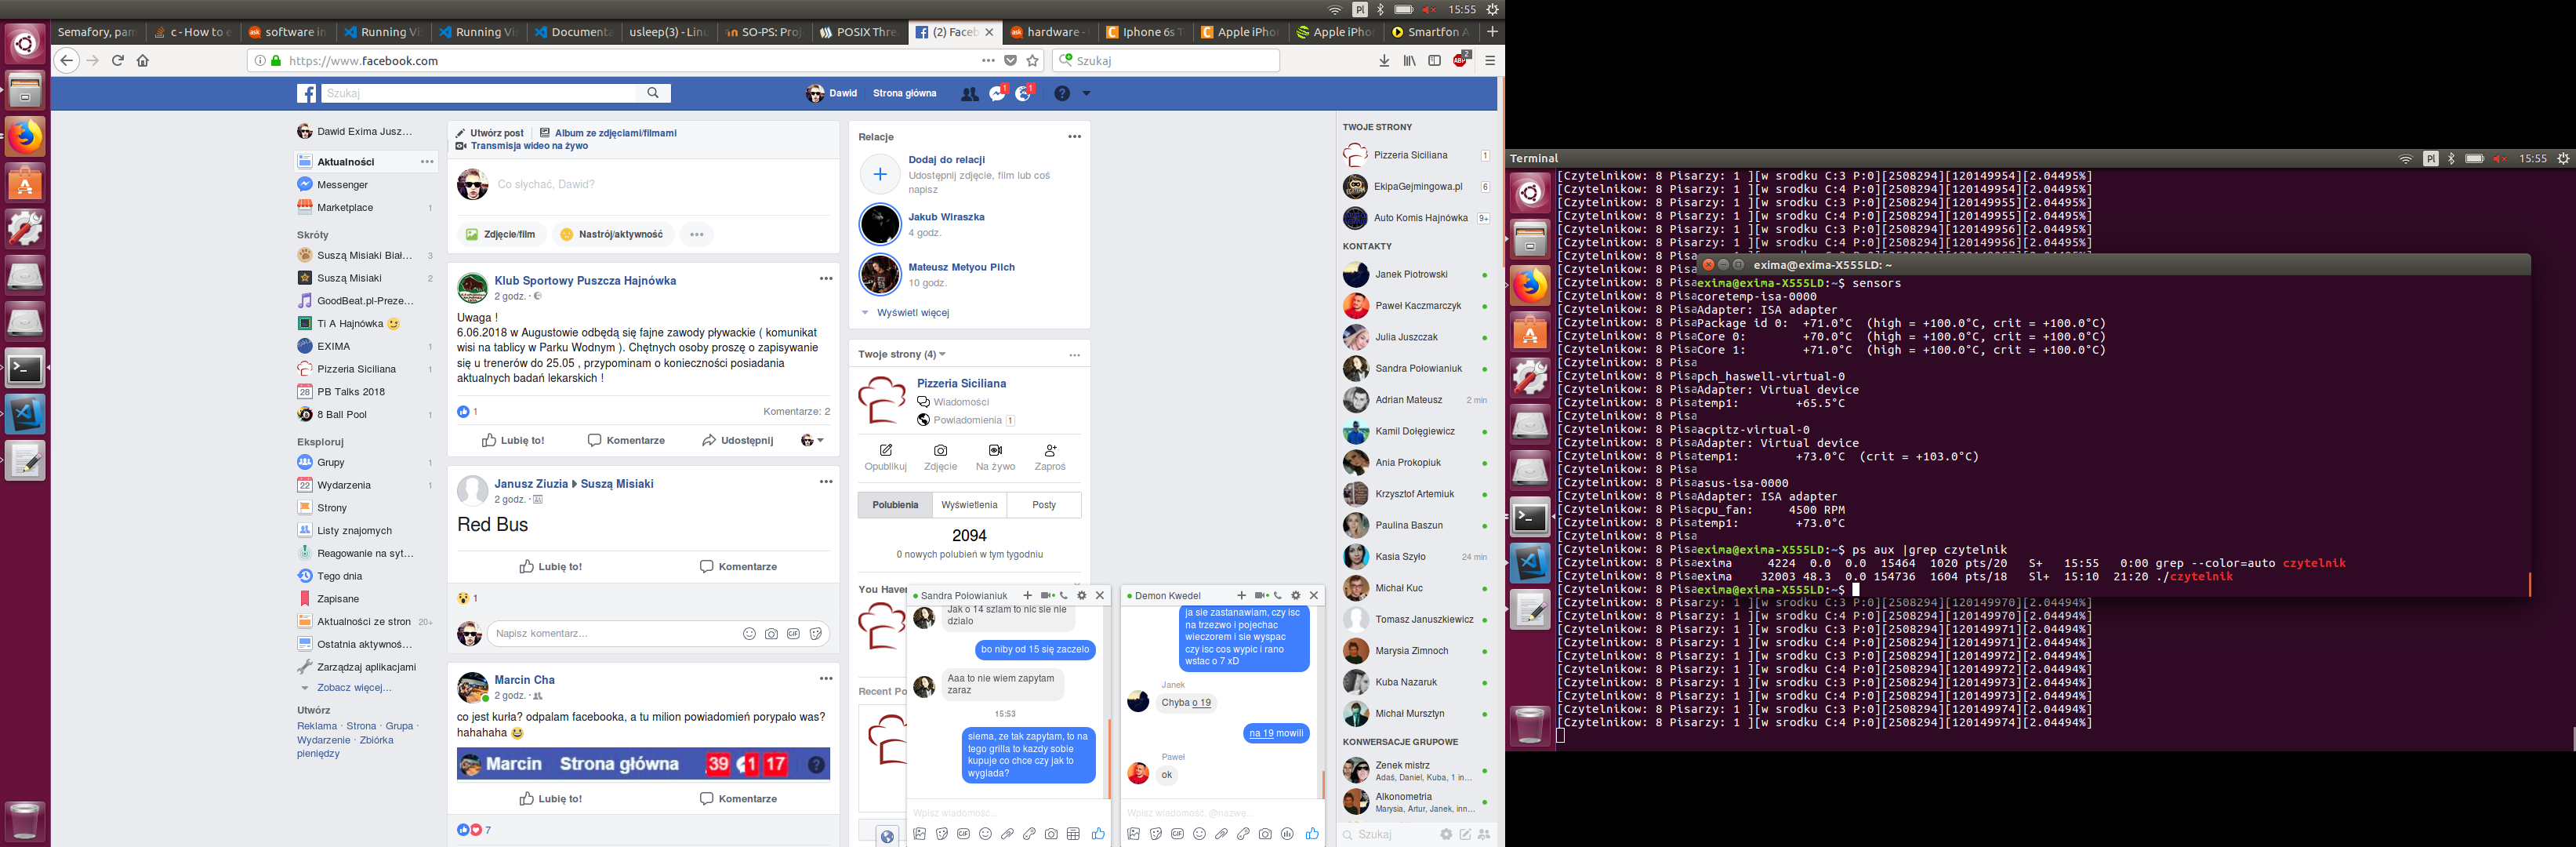 Pl 15:55
Semafory, pam
c - How to e
software in
Running Vi
Running Vi
Documenta
usleep(3) - Linu
SO-PS: Proj
POSIX Thre
(2) Faceb
hardware -
Iphone 6s T
Apple iPho
Apple iPho
Smartfon A
https://www.facebook.com
Szukaj
Szukaj
Dawid Strona główna 1 1
Dawid Exima Jusz...
Aktualności
Messenger
Marketplace 1
Skróty
Suszą Misiaki Biał... 3
Suszą Misiaki 2
GoodBeat.pl-Preze...
Ti A Hajnówka
EXIMA 1
Pizzeria Siciliana 1
PB Talks 2018
8 Ball Pool 1
Eksploruj
Grupy 1
Wydarzenia 1
Strony
Listy znajomych
Reagowanie na syt...
Tego dnia
Zapisane
Aktualności ze stron 20+
Ostatnia aktywnoś...
Zarządzaj aplikacjami
Zobacz więcej...
Utwórz
Reklama · Strona · Grupa ·
Wydarzenie · Zbiórka
pieniędzy
Utwórz post Album ze zdjęciami/filmami
Transmisja wideo na żywo
Co słychać, Dawid?
Zdjęcie/film Nastrój/aktywność
Klub Sportowy Puszcza Hajnówka
2 godz. ·
Uwaga !
6.06.2018 w Augustowie odbędą się fajne zawody pływackie ( komunikat
wisi na tablicy w Parku Wodnym ). Chętnych osoby proszę o zapisywanie
się u trenerów do 25.05 , przypominam o konieczności posiadania
aktualnych badań lekarskich !
1 Komentarze: 2
Lubię to! Komentarze Udostępnij
Janusz Ziuzia Suszą Misiaki
2 godz. ·
Red Bus
Lubię to! Komentarze
1
Napisz komentarz...
Marcin Cha
2 godz. ·
co jest kurła? odpalam facebooka, a tu milion powiadomień porypało was?
hahahaha
Marcin Strona główna 39 1 17
Lubię to! Komentarze
7
Relacje
Dodaj do relacji
Udostępnij zdjęcie, film lub coś
napisz
Jakub Wiraszka
4 godz.
Mateusz Metyou Pilch
10 godz.
Wyświetl więcej
Twoje strony (4)
Pizzeria Siciliana
Wiadomości
Powiadomienia 1
Opublikuj Zdjęcie Na żywo Zaproś
Polubienia Wyświetlenia Posty
2094
0 nowych polubień w tym tygodniu
You Haven
Recent Po
Sandra Połowianiuk
Jak o 14 szlam to nic sie nie
dzialo
bo niby od 15 się zaczelo
Aaa to nie wiem zapytam
zaraz
15:53
siema, ze tak zapytam, to na
tego grilla to kazdy sobie
kupuje co chce czy jak to
wyglada?
Wpisz wiadomość...
Demon Kwedel
ja sie zastanawiam, czy isc
na trzezwo i pojechac
wieczorem i sie wyspac
czy isc cos wypic i rano
wstac o 7 xD
Janek
Chyba o 19
na 19 mowili
Paweł
ok
Wpisz wiadomość, @nazwę...
TWOJE STRONY
Pizzeria Siciliana 1
EkipaGejmingowa.pl 6
Auto Komis Hajnówka 9+
KONTAKTY
Janek Piotrowski
Paweł Kaczmarczyk
Julia Juszczak
Sandra Połowianiuk
Adrian Mateusz 2 min
Kamil Dołęgiewicz
Ania Prokopiuk
Krzysztof Artemiuk
Paulina Baszun
Kasia Szyło 24 min
Michał Kuc
Tomasz Januszkiewicz
Marysia Zimnoch
Kuba Nazaruk
Michał Mursztyn
KONWERSACJE GRUPOWE
Zenek mistrz
Adaś, Daniel, Kuba, 1 in...
Alkonometria
Marysia, Artur, Janek, inn...
Szukaj
Terminal Pl 15:55
[Czytelnikow: 8 Pisarzy: 1 ][w srodku C:3 P:0][2508294][120149954][2.04495%]
[Czytelnikow: 8 Pisarzy: 1 ][w srodku C:4 P:0][2508294][120149954][2.04495%]
[Czytelnikow: 8 Pisarzy: 1 ][w srodku C:3 P:0][2508294][120149955][2.04495%]
[Czytelnikow: 8 Pisarzy: 1 ][w srodku C:4 P:0][2508294][120149955][2.04495%]
[Czytelnikow: 8 Pisarzy: 1 ][w srodku C:3 P:0][2508294][120149956][2.04495%]
[Czytelnikow: 8 Pisarzy: 1 ][w srodku C:4 P:0][2508294][120149956][2.04495%]
exima@exima-X555LD: ~
exima@exima-X555LD:~$ sensors
coretemp-isa-0000
Adapter: ISA adapter
Package id 0: +71.0°C (high = +100.0°C, crit = +100.0°C)
Core 0: +70.0°C (high = +100.0°C, crit = +100.0°C)
Core 1: +71.0°C (high = +100.0°C, crit = +100.0°C)
pch_haswell-virtual-0
Adapter: Virtual device
temp1: +65.5°C
acpitz-virtual-0
Adapter: Virtual device
temp1: +73.0°C (crit = +103.0°C)
asus-isa-0000
Adapter: ISA adapter
cpu_fan: 4500 RPM
temp1: +73.0°C
exima@exima-X555LD:~$ ps aux |grep czytelnik
exima 4224 0.0 0.0 15464 1020 pts/20 S+ 15:55 0:00 grep --color=auto czytelnik
exima 32003 48.3 0.0 154736 1604 pts/18 Sl+ 15:10 21:20 ./czytelnik
exima@exima-X555LD:~$
[Czytelnikow: 8 Pisarzy: 1 ][w srodku C:3 P:0][2508294][120149970][2.04494%]
[Czytelnikow: 8 Pisarzy: 1 ][w srodku C:4 P:0][2508294][120149970][2.04494%]
[Czytelnikow: 8 Pisarzy: 1 ][w srodku C:3 P:0][2508294][120149971][2.04494%]
[Czytelnikow: 8 Pisarzy: 1 ][w srodku C:4 P:0][2508294][120149971][2.04494%]
[Czytelnikow: 8 Pisarzy: 1 ][w srodku C:3 P:0][2508294][120149972][2.04494%]
[Czytelnikow: 8 Pisarzy: 1 ][w srodku C:4 P:0][2508294][120149972][2.04494%]
[Czytelnikow: 8 Pisarzy: 1 ][w srodku C:3 P:0][2508294][120149973][2.04494%]
[Czytelnikow: 8 Pisarzy: 1 ][w srodku C:4 P:0][2508294][120149973][2.04494%]
[Czytelnikow: 8 Pisarzy: 1 ][w srodku C:3 P:0][2508294][120149974][2.04494%]
[Czytelnikow: 8 Pisarzy: 1 ][w srodku C:4 P:0][2508294][120149974][2.04494%]